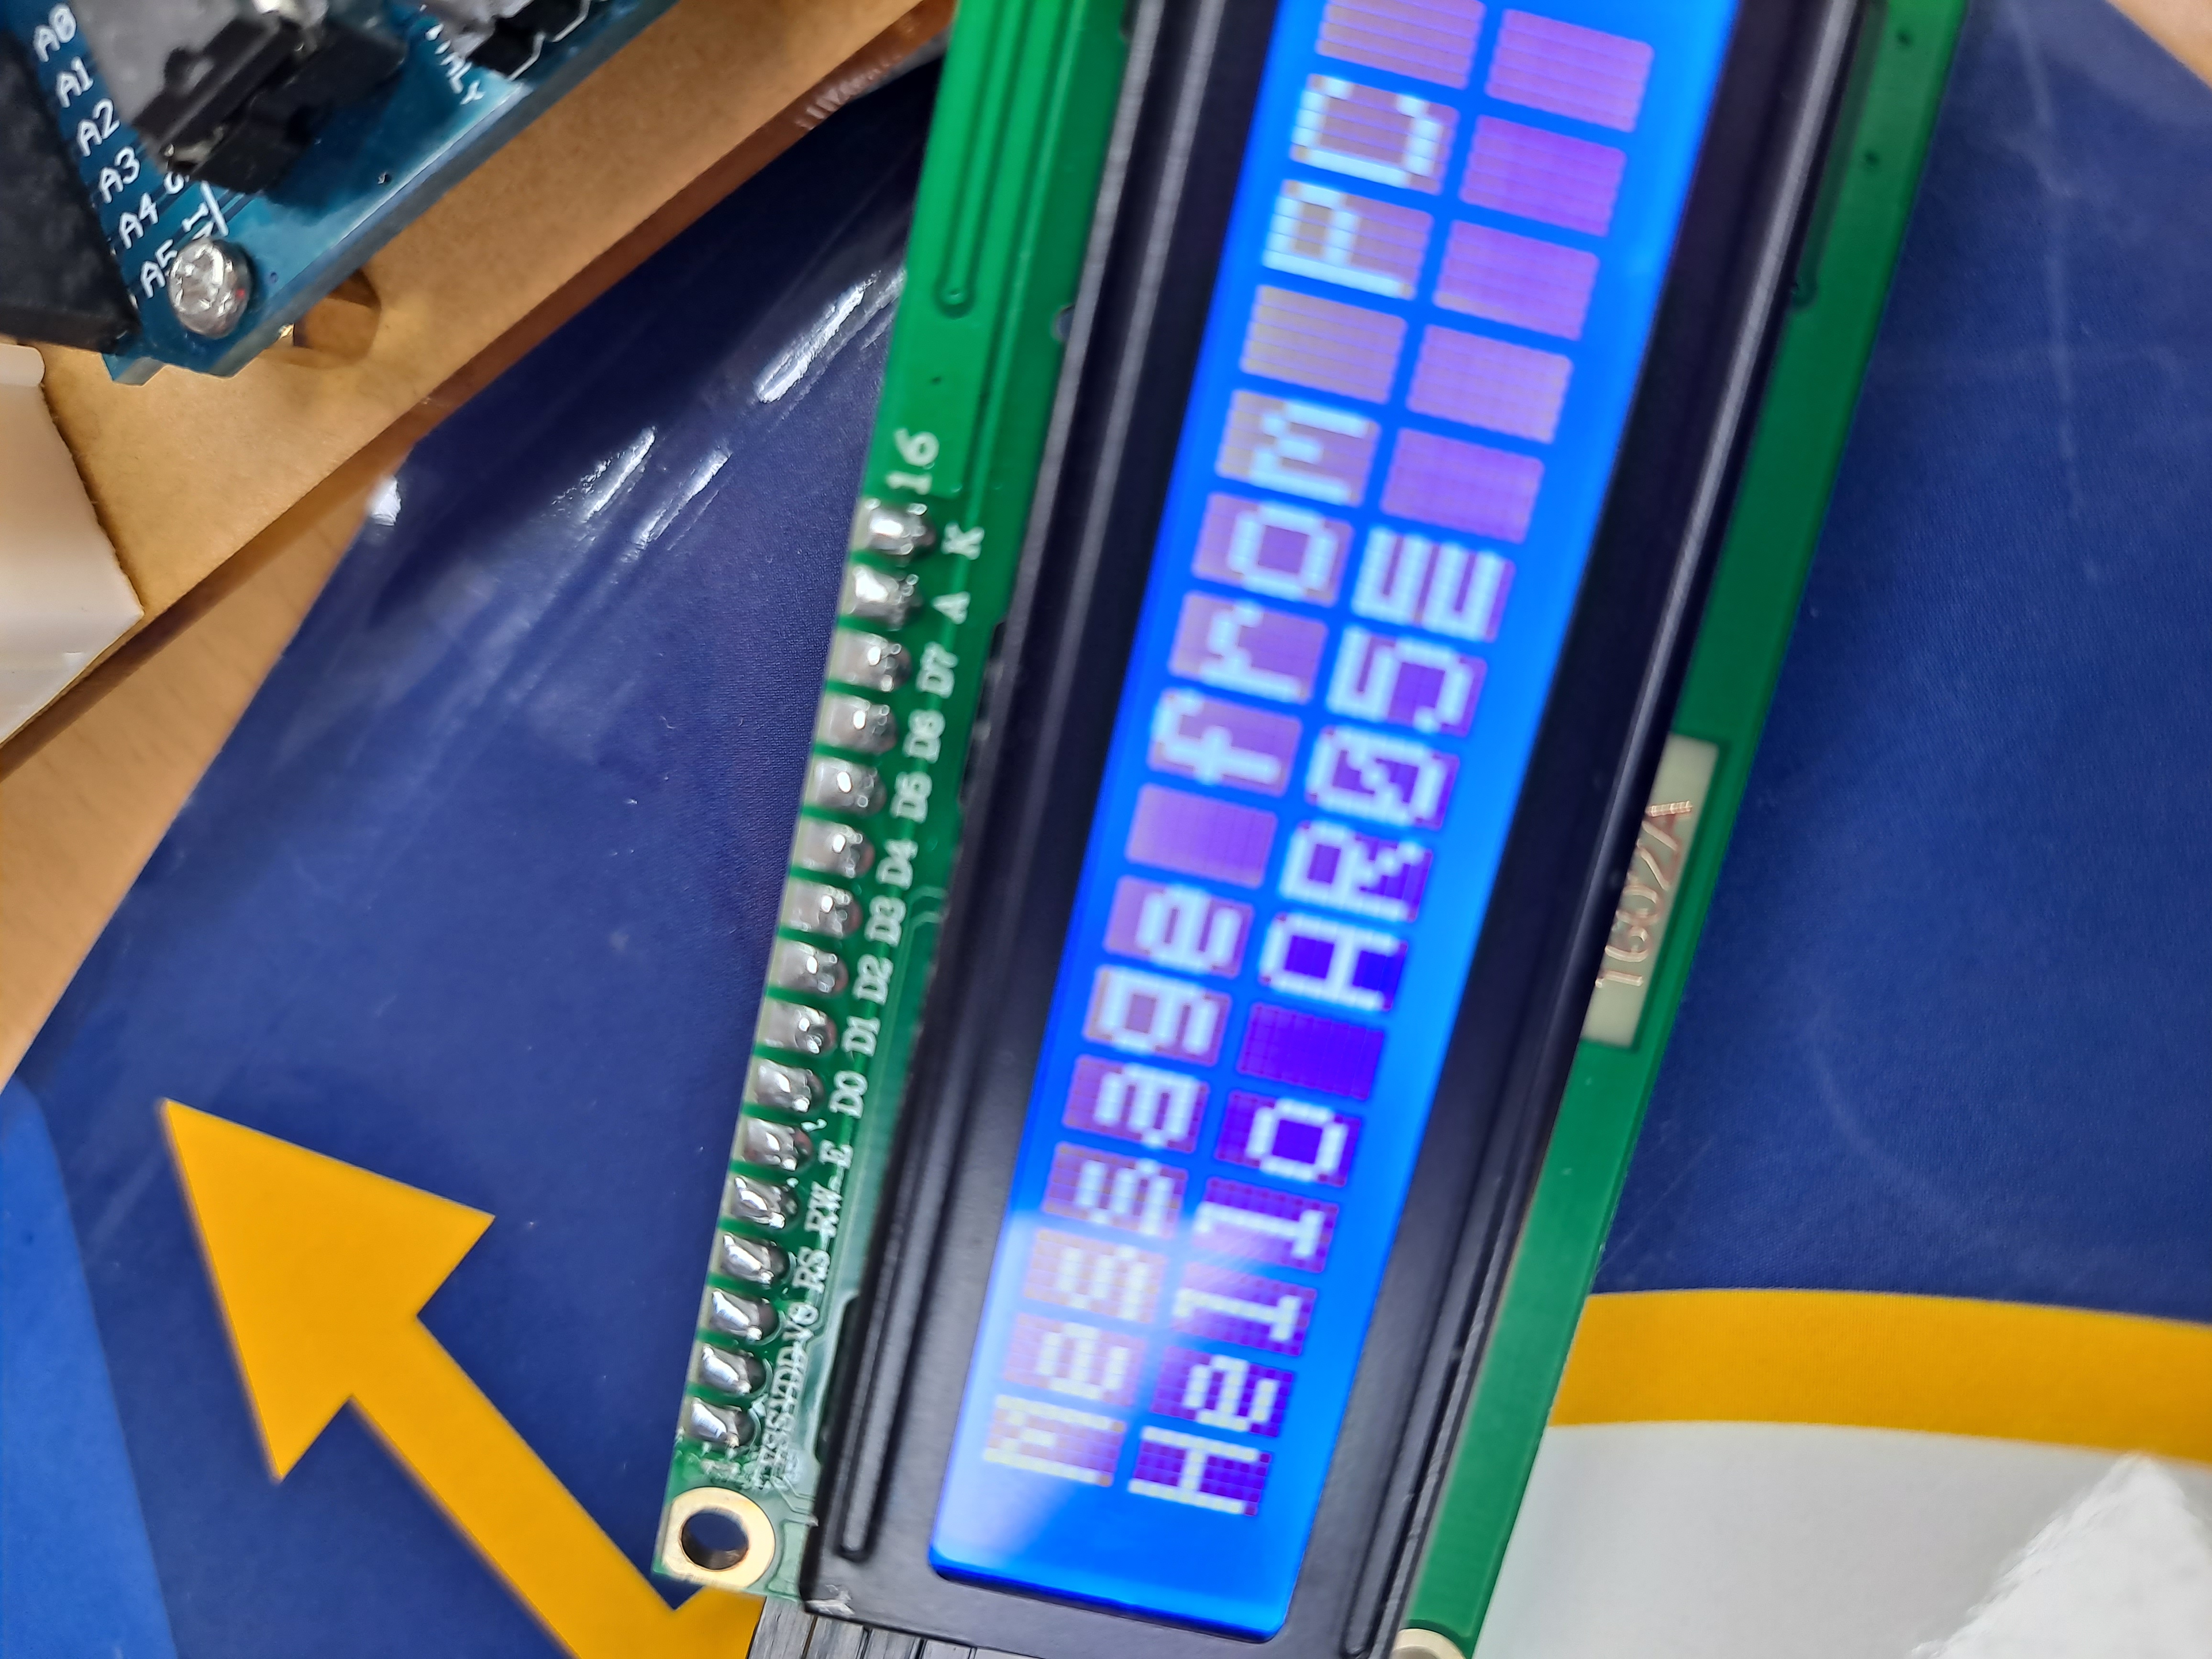 A0
A1
A2
A3
A4
A5
VSS VDD V0 RS RW E D0 D1 D2 D3 D4 D5 D6 D7 A K 16
Message from PC
Hello AR05E
1602A